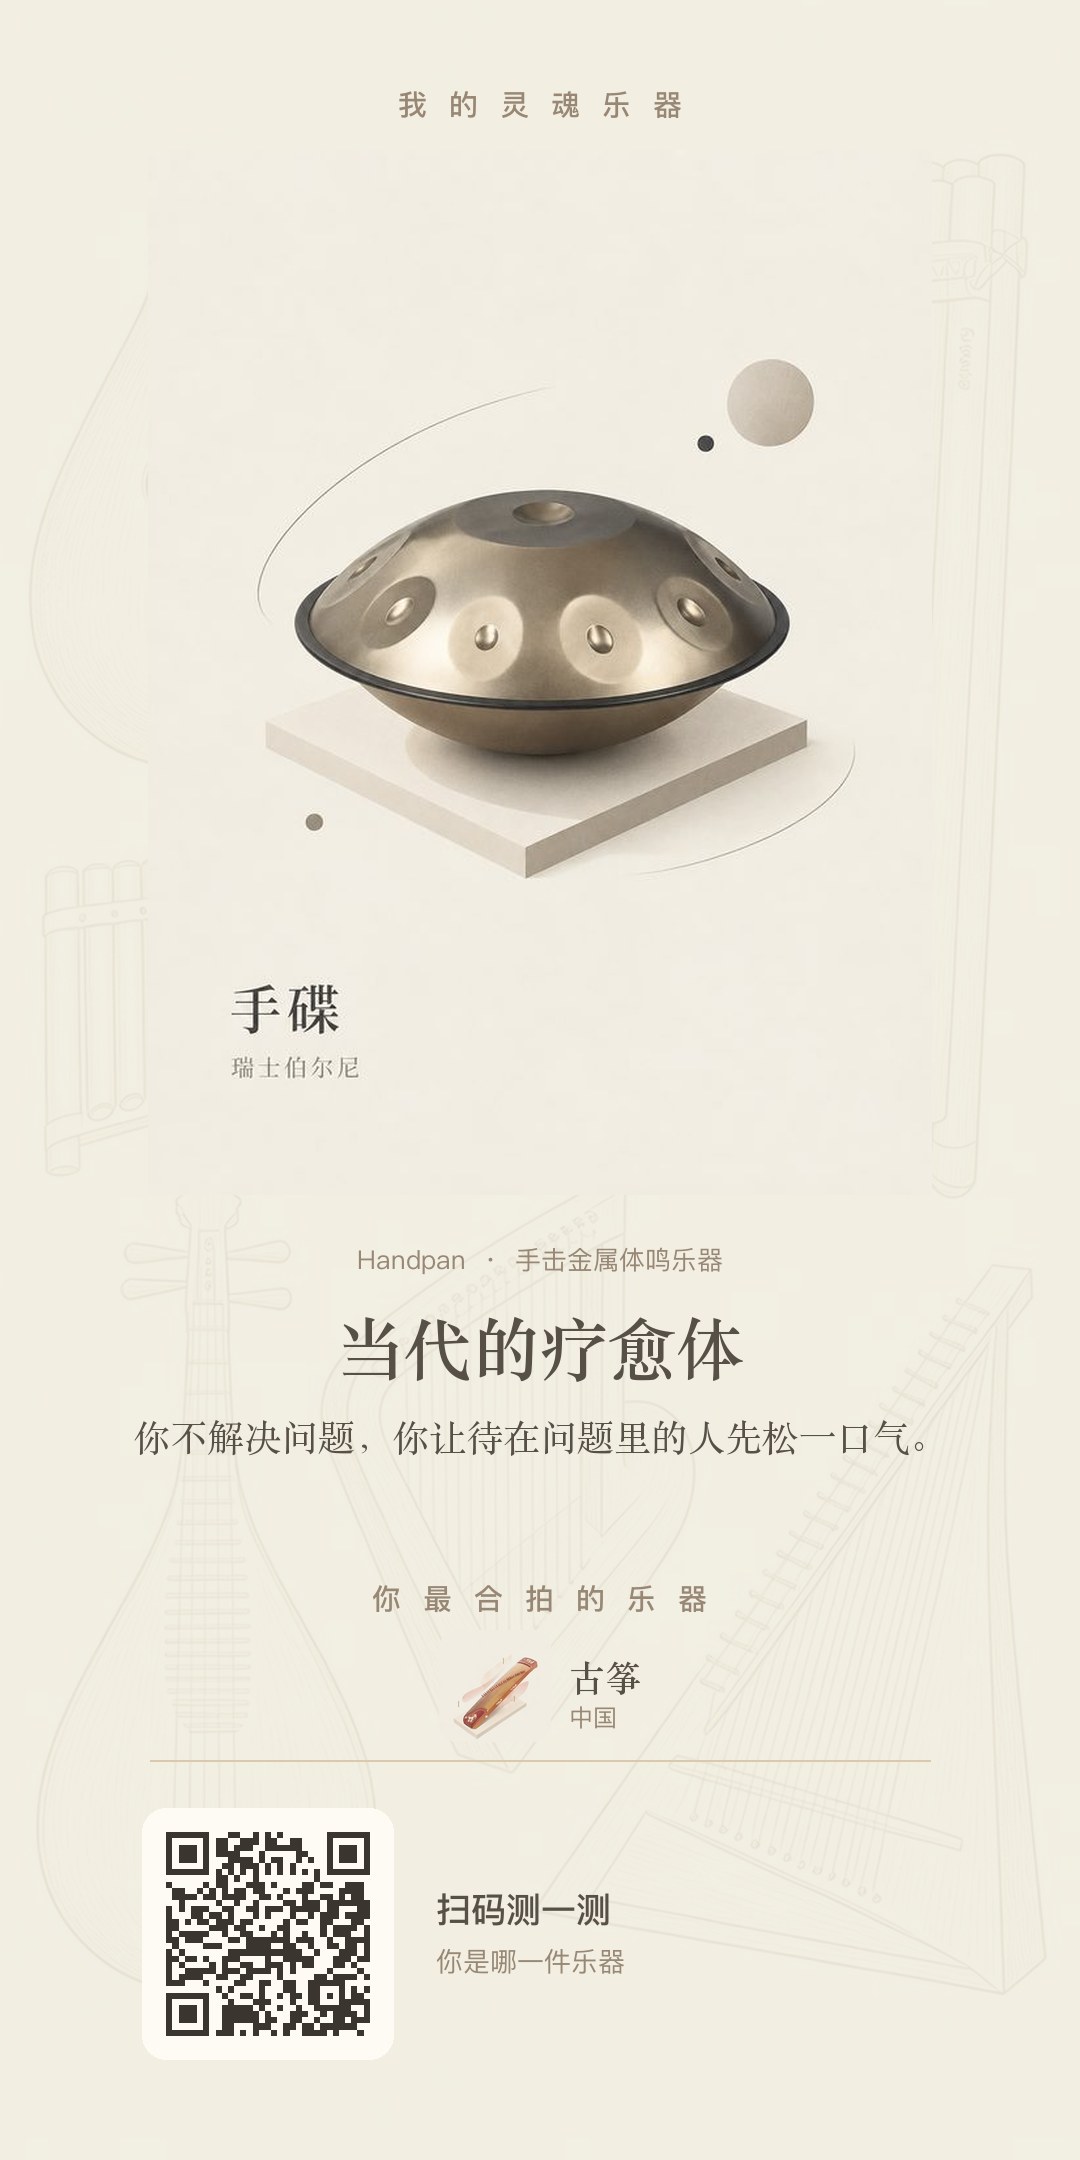 我的灵魂乐器
手碟
瑞士伯尔尼
Handpan · 手击金属体鸣乐器
当代的疗愈体
你不解决问题，你让待在问题里的人先松一口气。
你最合拍的乐器
古筝
中国
扫码测一测
你是哪一件乐器